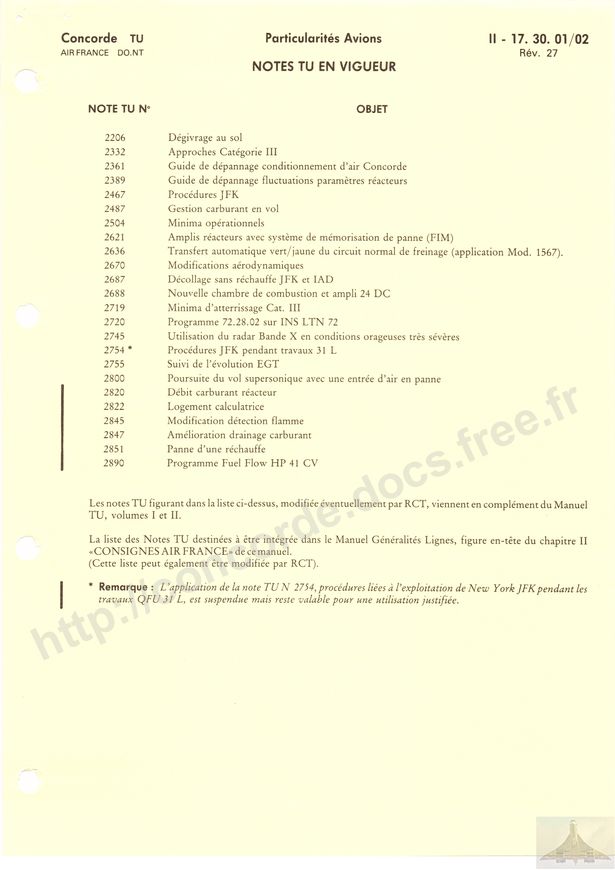 Concorde TU Particularités Avions II - 17. 30. 01/02
AIR FRANCE DO.NT Rév. 27
NOTES TU EN VIGUEUR
NOTE TU N° OBJET
2206 Dégivrage au sol
2332 Approches Catégorie III
2361 Guide de dépannage conditionnement d'air Concorde
2389 Guide de dépannage fluctuations paramètres réacteurs
2467 Procédures JFK
2487 Gestion carburant en vol
2504 Minima opérationnels
2621 Amplis réacteurs avec système de mémorisation de panne (FIM)
2636 Transfert automatique vert/jaune du circuit normal de freinage (application Mod. 1567).
2670 Modifications aérodynamiques
2687 Décollage sans réchauffe JFK et IAD
2688 Nouvelle chambre de combustion et ampli 24 DC
2719 Minima d'atterrissage Cat. III
2720 Programme 72.28.02 sur INS LTN 72
2745 Utilisation du radar Bande X en conditions orageuses très sévères
2754 * Procédures JFK pendant travaux 31 L
2755 Suivi de l'évolution EGT
2800 Poursuite du vol supersonique avec une entrée d'air en panne
2820 Débit carburant réacteur
2822 Logement calculatrice
2845 Modification détection flamme
2847 Amélioration drainage carburant
2851 Panne d'une réchauffe
2890 Programme Fuel Flow HP 41 CV
Les notes TU figurant dans la liste ci-dessus, modifiée éventuellement par RCT, viennent en complément du Manuel
TU, volumes I et II.
La liste des Notes TU destinées à être intégrée dans le Manuel Généralités Lignes, figure en-tête du chapitre II
«CONSIGNES AIR FRANCE» de ce manuel.
(Cette liste peut également être modifiée par RCT).
* Remarque : L'application de la note TU N 2754, procédures liées à l'exploitation de New York JFK pendant les
travaux QFU 31 L, est suspendue mais reste valable pour une utilisation justifiée.
http://concorde.docs.free.fr